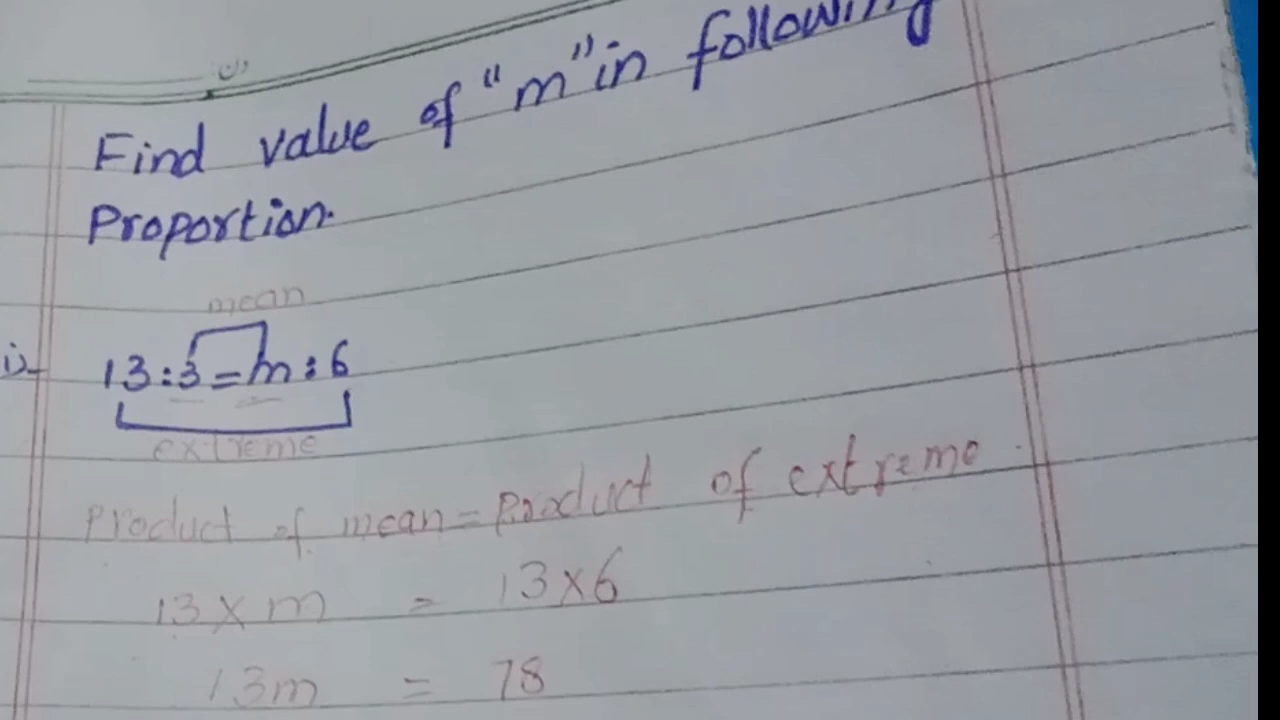 Find value of "m" in following
Proportion.
mean
i) 13:3=m:6
extreme
Product of mean = Product of extreme
13×m = 13×6
13m = 78